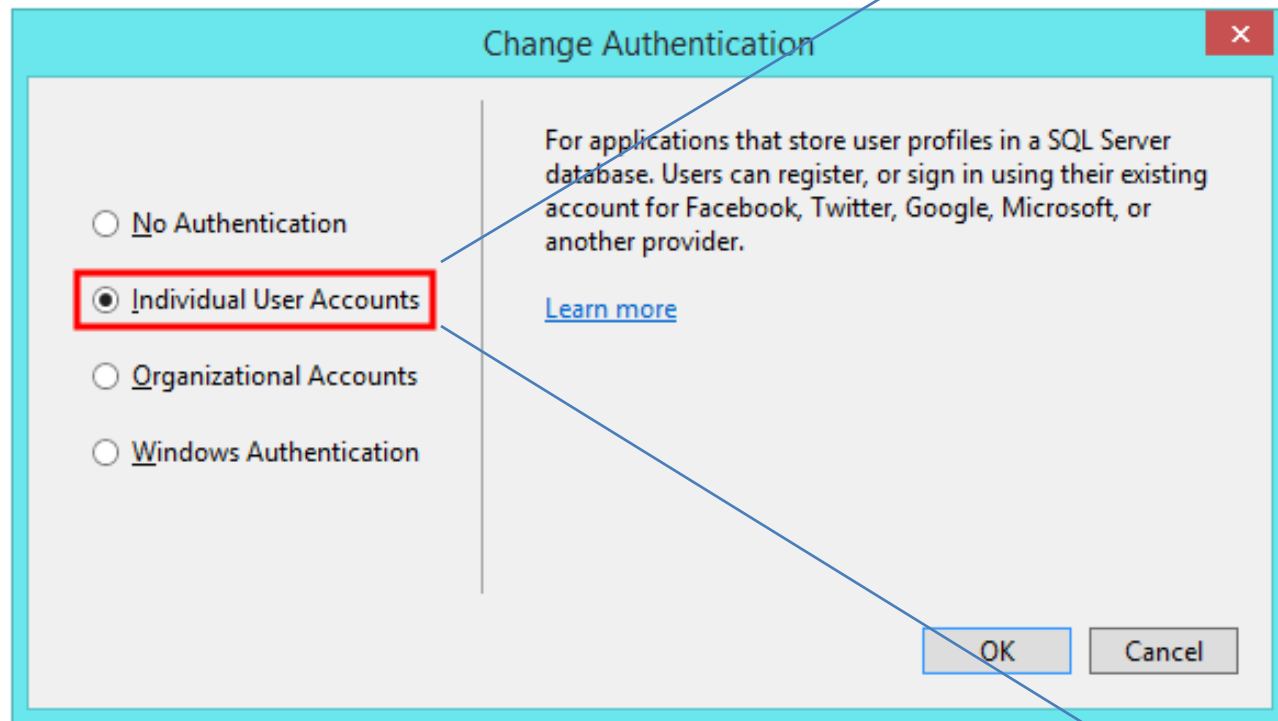 Change Authentication
No Authentication
Individual User Accounts
Organizational Accounts
Windows Authentication
For applications that store user profiles in a SQL Server
database. Users can register, or sign in using their existing
account for Facebook, Twitter, Google, Microsoft, or
another provider.
Learn more
OK
Cancel